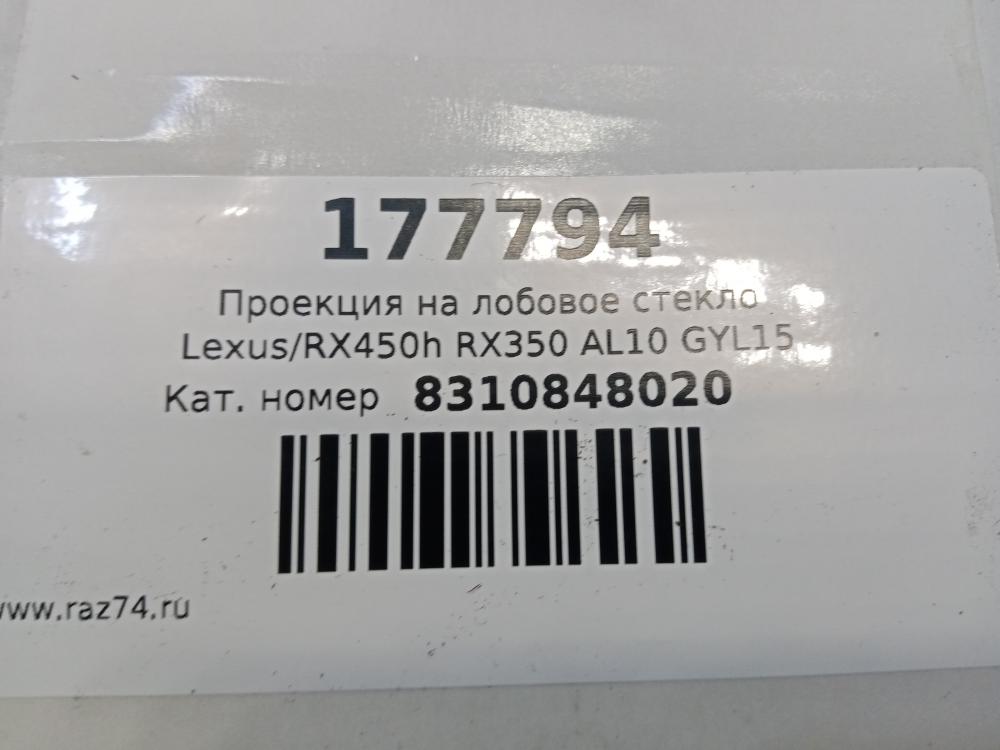 177794
Проекция на лобовое стекло
Lexus/RX450h RX350 AL10 GYL15
Кат. номер 8310848020
www.raz74.ru